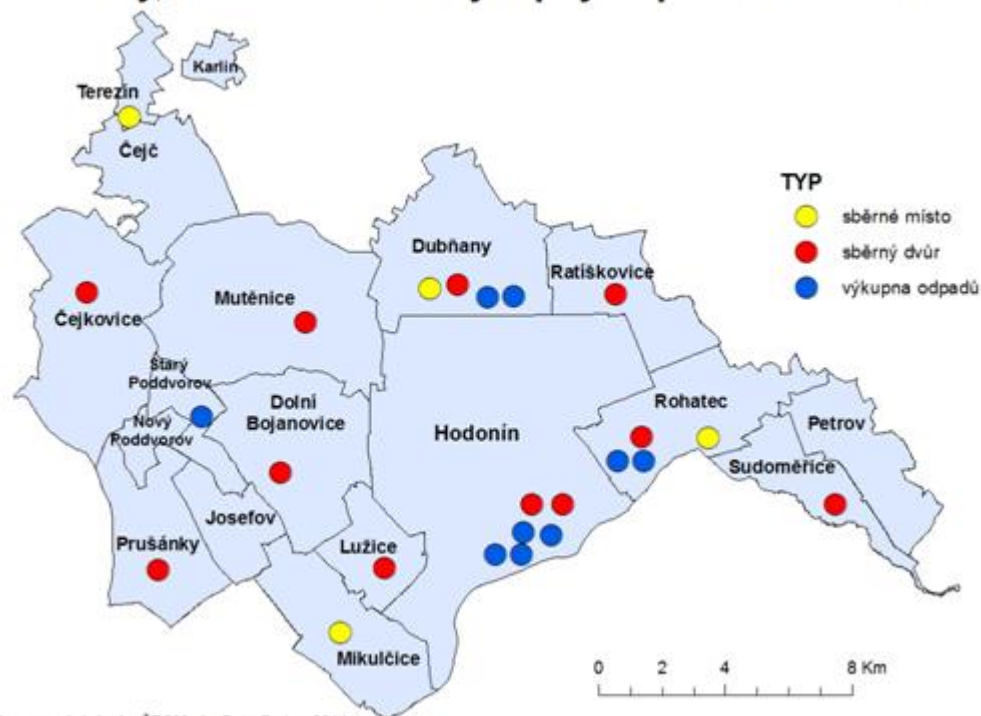 Karlín
Terezín
Čejč
TYP
sběrné místo
sběrný dvůr
výkupna odpadů
Dubňany
Ratíškovice
Mutěnice
Čejkovice
Starý
Poddvorov
Dolní
Bojanovice
Nový
Poddvorov
Hodonín
Rohatec
Petrov
Sudoměřice
Josefov
Prušánky
Lužice
Mikulčice
0 2 4 8 Km